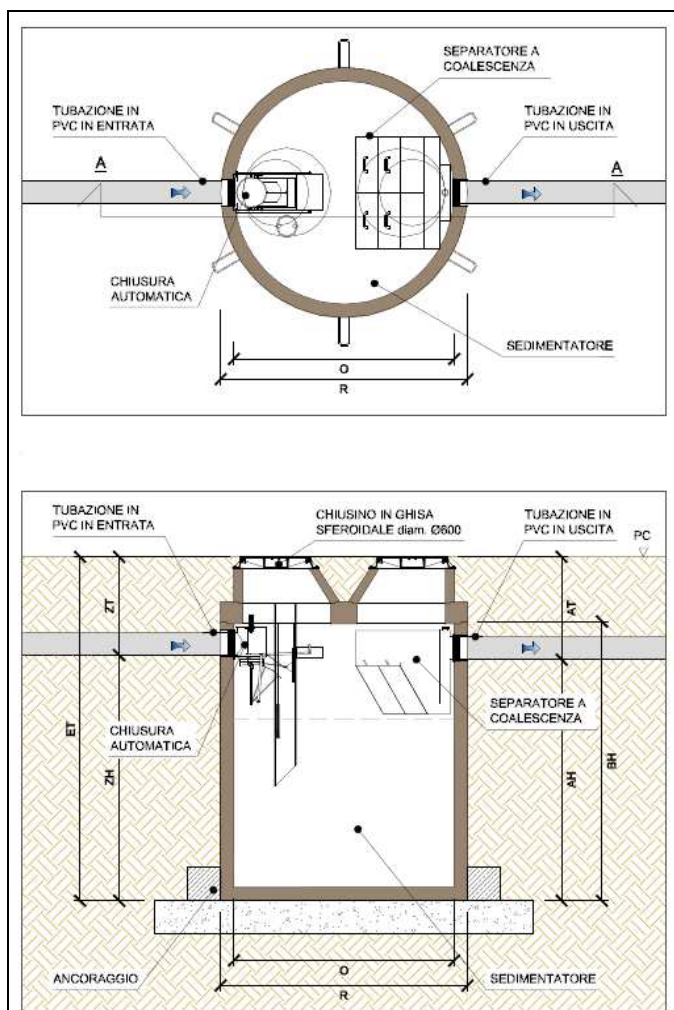 SEPARATORE A
COALESCENZA
TUBAZIONE IN
PVC IN ENTRATA
TUBAZIONE IN
PVC IN USCITA
A
A
CHIUSURA
AUTOMATICA
SEDIMENTATORE
O
R
TUBAZIONE IN
PVC IN ENTRATA
CHIUSINO IN GHISA
SFEROIDALE diam. Ø600
TUBAZIONE IN
PVC IN USCITA
PC
ZT
AT
ET
CHIUSURA
AUTOMATICA
SEPARATORE A
COALESCENZA
ZH
AH
BH
ANCORAGGIO
O
R
SEDIMENTATORE